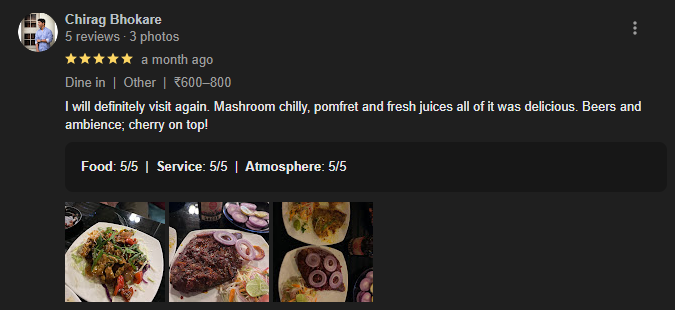 Chirag Bhokare
5 reviews · 3 photos
a month ago
Dine in | Other | ₹600–800
I will definitely visit again. Mashroom chilly, pomfret and fresh juices all of it was delicious. Beers and
ambience; cherry on top!
Food: 5/5 | Service: 5/5 | Atmosphere: 5/5